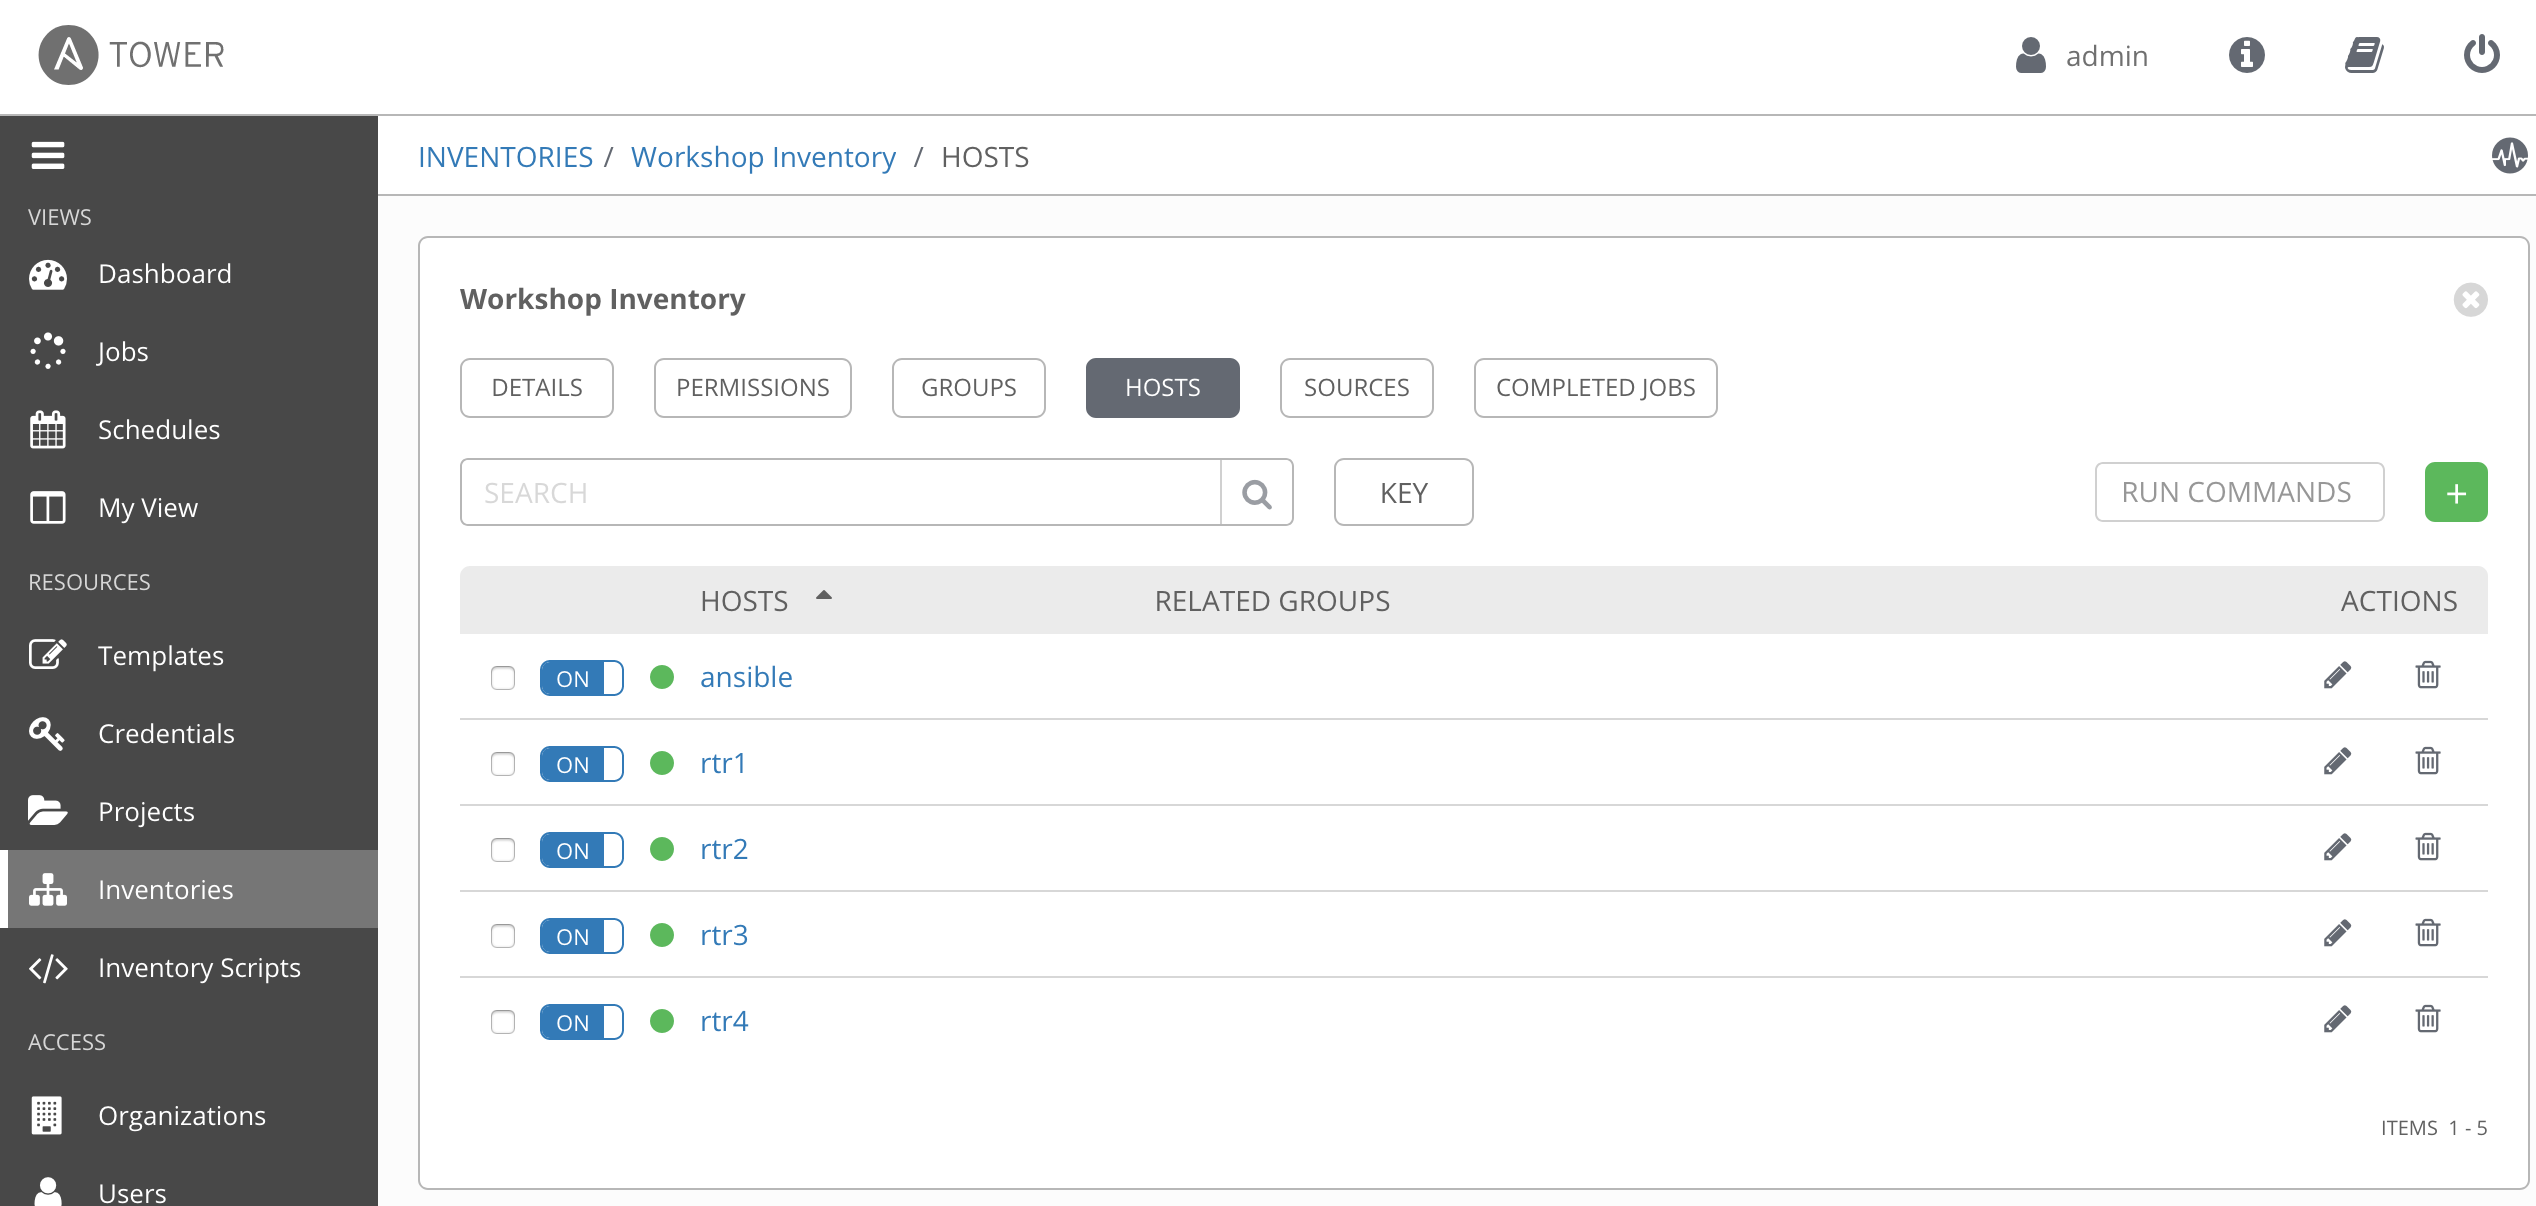 TOWER
admin
INVENTORIES / Workshop Inventory / HOSTS
VIEWS
Dashboard
Jobs
Schedules
My View
RESOURCES
Templates
Credentials
Projects
Inventories
Inventory Scripts
ACCESS
Organizations
Users
Workshop Inventory
DETAILS PERMISSIONS GROUPS HOSTS SOURCES COMPLETED JOBS
SEARCH KEY RUN COMMANDS +
HOSTS RELATED GROUPS ACTIONS
ON ansible
ON rtr1
ON rtr2
ON rtr3
ON rtr4
ITEMS 1 - 5